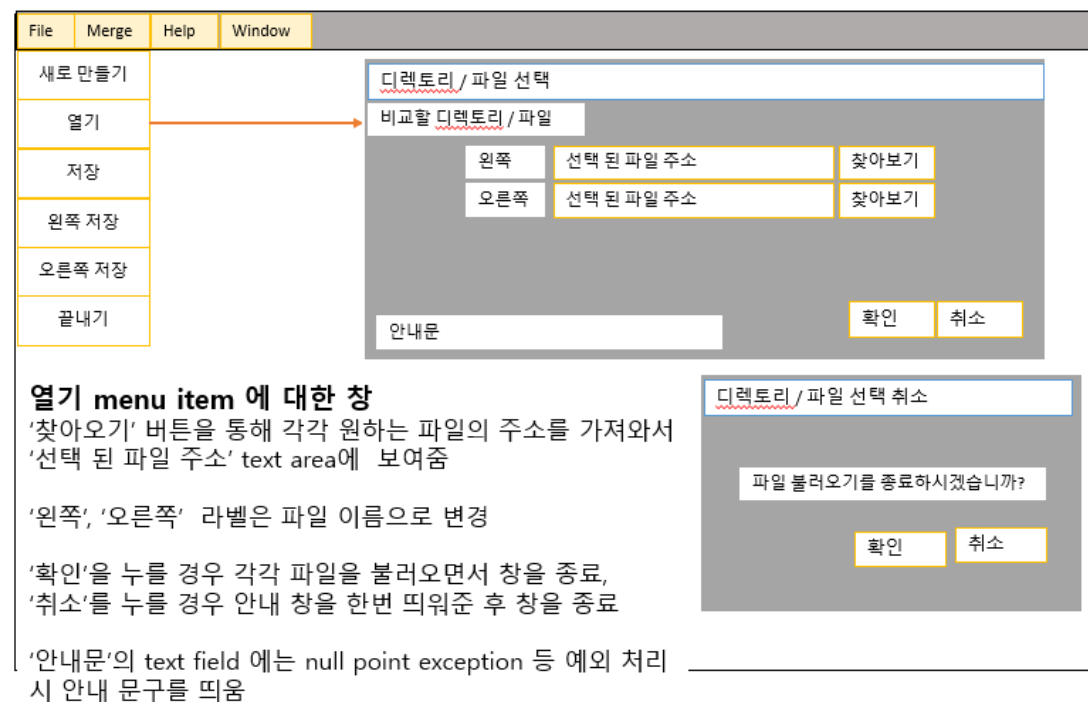 File Merge Help Window
새로 만들기
열기
저장
왼쪽 저장
오른쪽 저장
끝내기
디렉토리 / 파일 선택
비교할 디렉토리 / 파일
왼쪽 선택 된 파일 주소 찾아보기
오른쪽 선택 된 파일 주소 찾아보기
안내문
확인 취소
열기 menu item 에 대한 창
‘찾아오기’ 버튼을 통해 각각 원하는 파일의 주소를 가져와서
‘선택 된 파일 주소’ text area에 보여줌
‘왼쪽’, ‘오른쪽’ 라벨은 파일 이름으로 변경
‘확인’을 누를 경우 각각 파일을 불러오면서 창을 종료,
‘취소’를 누를 경우 안내 창을 한번 띄워준 후 창을 종료
‘안내문’의 text field 에는 null point exception 등 예외 처리
시 안내 문구를 띄움
디렉토리 / 파일 선택 취소
파일 불러오기를 종료하시겠습니까?
확인 취소